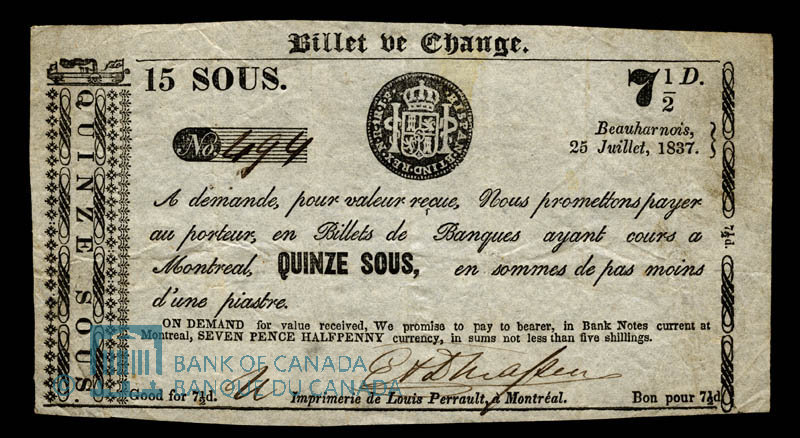 Billet de Change.
15 SOUS.
7 1/2 D.
No. 494
Beauharnois,
25 Juillet, 1837.
QUINZE SOUS.
A demande, pour valeur reçue, Nous promettons payer
au porteur, en Billets de Banques ayant cours a
Montreal, QUINZE SOUS, en sommes de pas moins
d'une piastre.
ON DEMAND for value received, We promise to pay to bearer, in Bank Notes current at
Montreal, SEVEN PENCE HALFPENNY currency, in sums not less than five shillings.
7½d.
BANK OF CANADA
BANQUE DU CANADA
Good for 7½d.
Imprimerie de Louis Perrault, à Montréal.
Bon pour 7½d